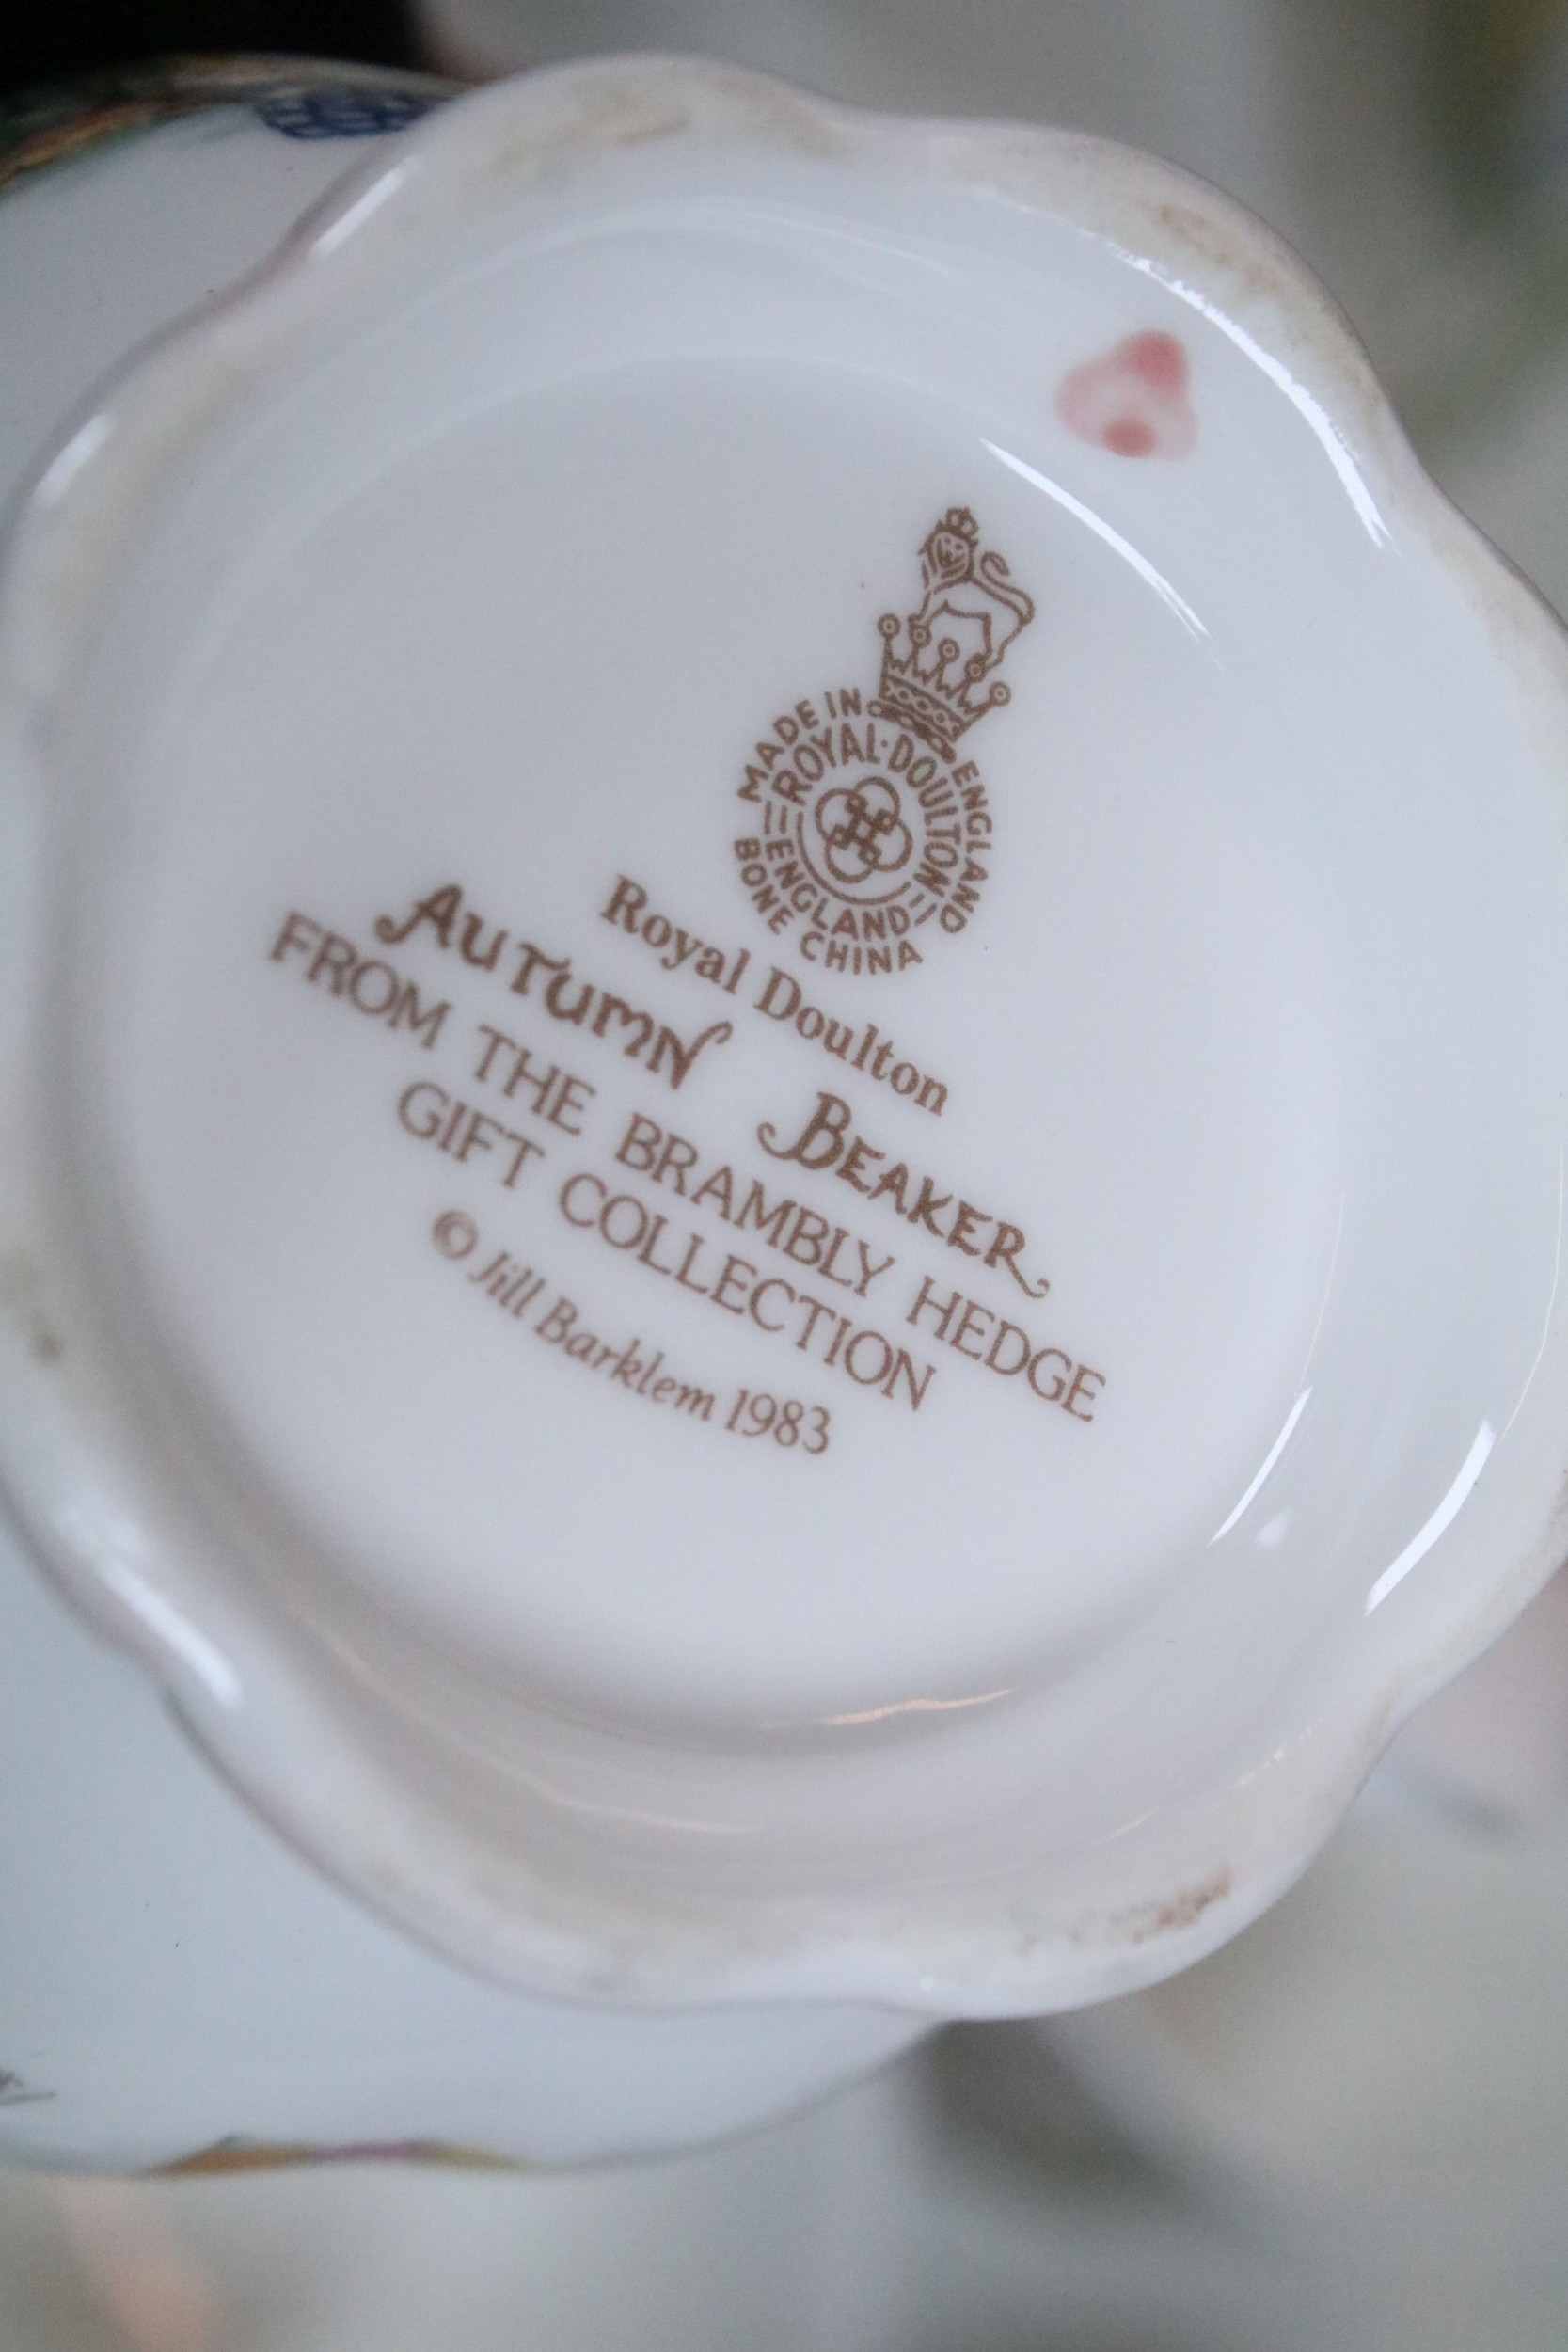 MADE IN ENGLAND
ROYAL·DOULTON
ENGLAND
BONE CHINA
Royal Doulton
AUTUMN BEAKER
FROM THE BRAMBLY HEDGE
GIFT COLLECTION
© Jill Barklem 1983